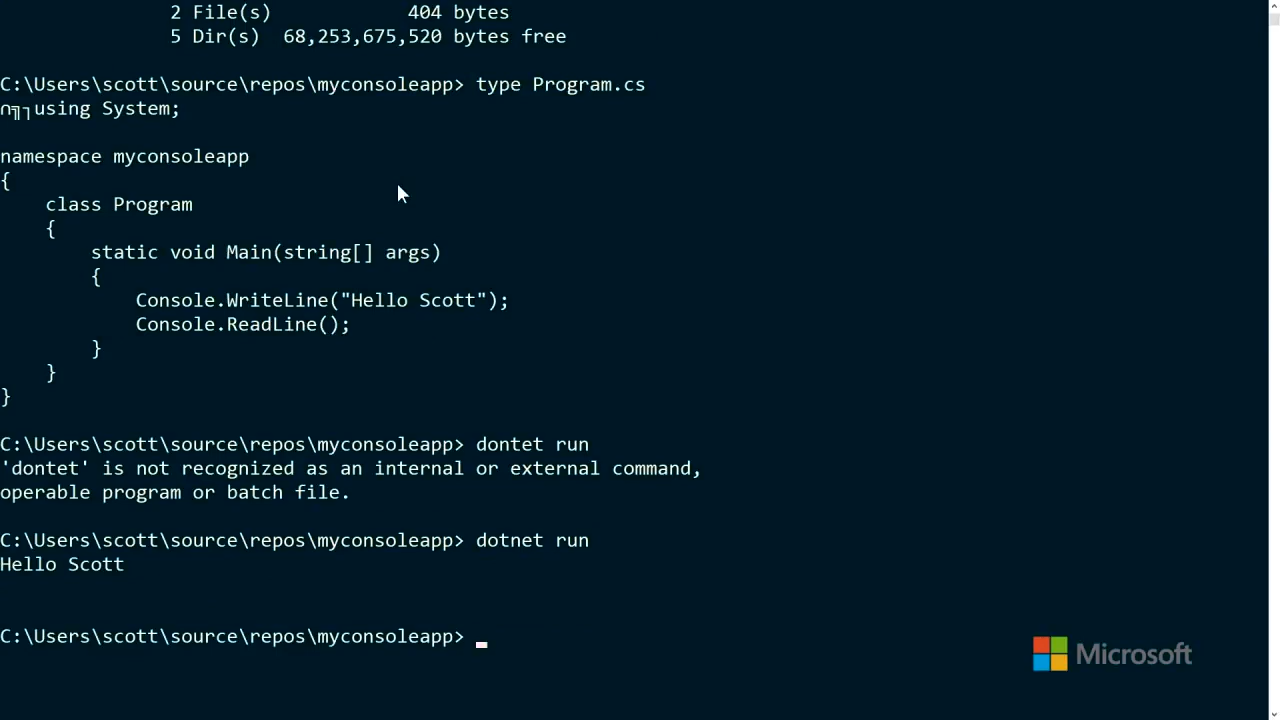 2 File(s) 404 bytes
5 Dir(s) 68,253,675,520 bytes free
C:\Users\scott\source\repos\myconsoleapp> type Program.cs
∩╗┐using System;
namespace myconsoleapp
{
class Program
{
static void Main(string[] args)
{
Console.WriteLine("Hello Scott");
Console.ReadLine();
}
}
}
C:\Users\scott\source\repos\myconsoleapp> dontet run
'dontet' is not recognized as an internal or external command,
operable program or batch file.
C:\Users\scott\source\repos\myconsoleapp> dotnet run
Hello Scott
C:\Users\scott\source\repos\myconsoleapp>
Microsoft